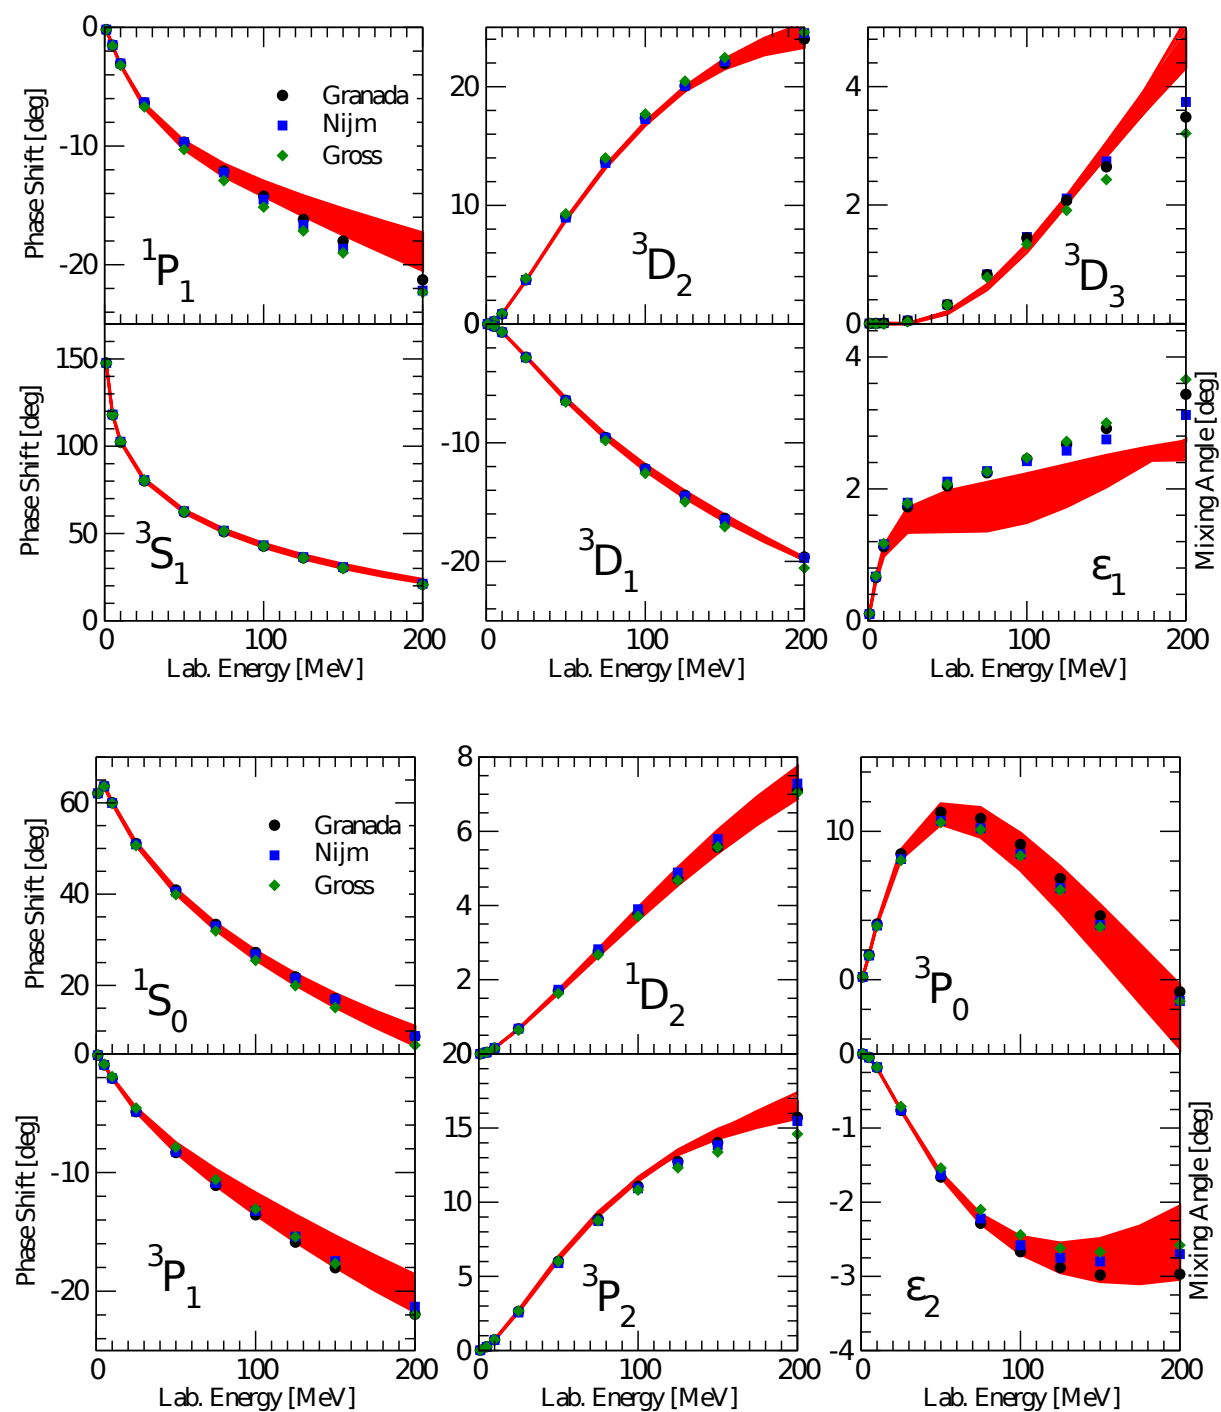 0
-10
-20
Phase Shift [deg]
Granada
Nijm
Gross
¹P₁
20
10
0
³D₂
4
2
0
³D₃
150
100
50
0
Phase Shift [deg]
³S₁
0 100 200
Lab. Energy [MeV]
-10
-20
³D₁
0 100 200
Lab. Energy [MeV]
4
2
0
ε₁
Mixing Angle [deg]
0 100 200
Lab. Energy [MeV]
60
40
20
0
Phase Shift [deg]
Granada
Nijm
Gross
¹S₀
8
6
4
2
0
¹D₂
10
0
³P₀
-10
-20
Phase Shift [deg]
³P₁
0 100 200
Lab. Energy [MeV]
20
15
10
5
0
³P₂
0 100 200
Lab. Energy [MeV]
0
-1
-2
-3
-4
ε₂
Mixing Angle [deg]
0 100 200
Lab. Energy [MeV]